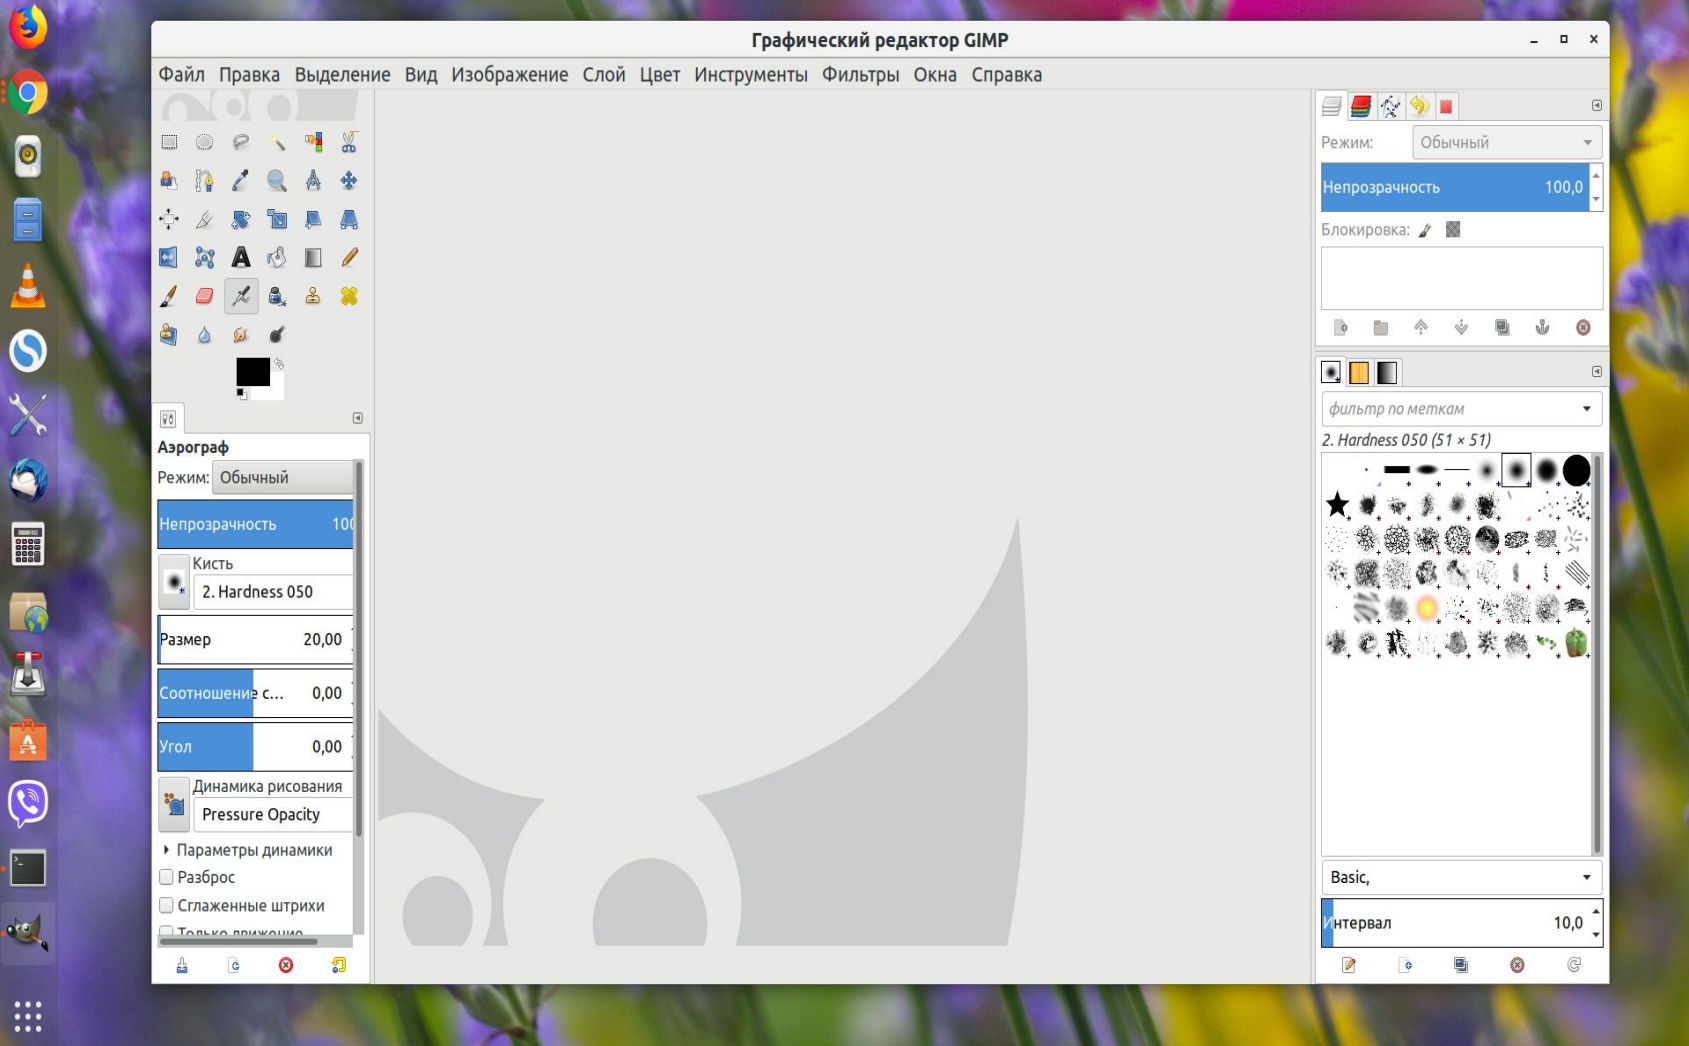 Графический редактор GIMP
Файл Правка Выделение Вид Изображение Слой Цвет Инструменты Фильтры Окна Справка
Аэрограф
Режим: Обычный
Непрозрачность 100
Кисть
2. Hardness 050
Размер 20,00
Соотношение с... 0,00
Угол 0,00
Динамика рисования
Pressure Opacity
Параметры динамики
Разброс
Сглаженные штрихи
Только движение
Режим: Обычный
Непрозрачность 100,0
Блокировка:
фильтр по меткам
2. Hardness 050 (51 × 51)
Basic,
Интервал 10,0